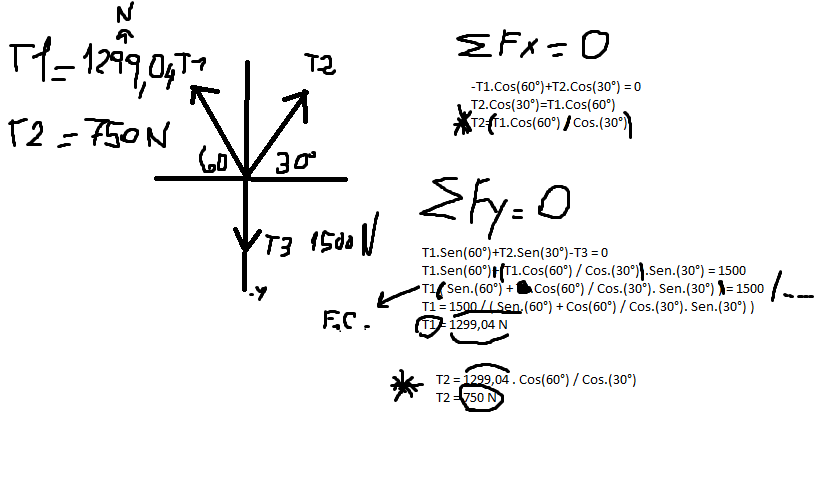 N
T1=1299,04
T1
T2
T2 = 750 N
60
30°
T3 1500 N
-Y
ΣFx = 0
-T1.Cos(60°)+T2.Cos(30°) = 0
T2.Cos(30°)=T1.Cos(60°)
* T2=(T1.Cos(60°) / Cos.(30°))
ΣFy = 0
T1.Sen(60°)+T2.Sen(30°)-T3 = 0
T1.Sen(60°)+(T1.Cos(60°) / Cos.(30°)).Sen.(30°) = 1500
T1.( Sen.(60°) + Cos(60°) / Cos.(30°). Sen.(30°) ) = 1500 /....
F.C.
T1 = 1500 / ( Sen.(60°) + Cos(60°) / Cos.(30°). Sen.(30°) )
T1 = 1299,04 N
* T2 = 1299,04 . Cos(60°) / Cos.(30°)
T2 = 750 N